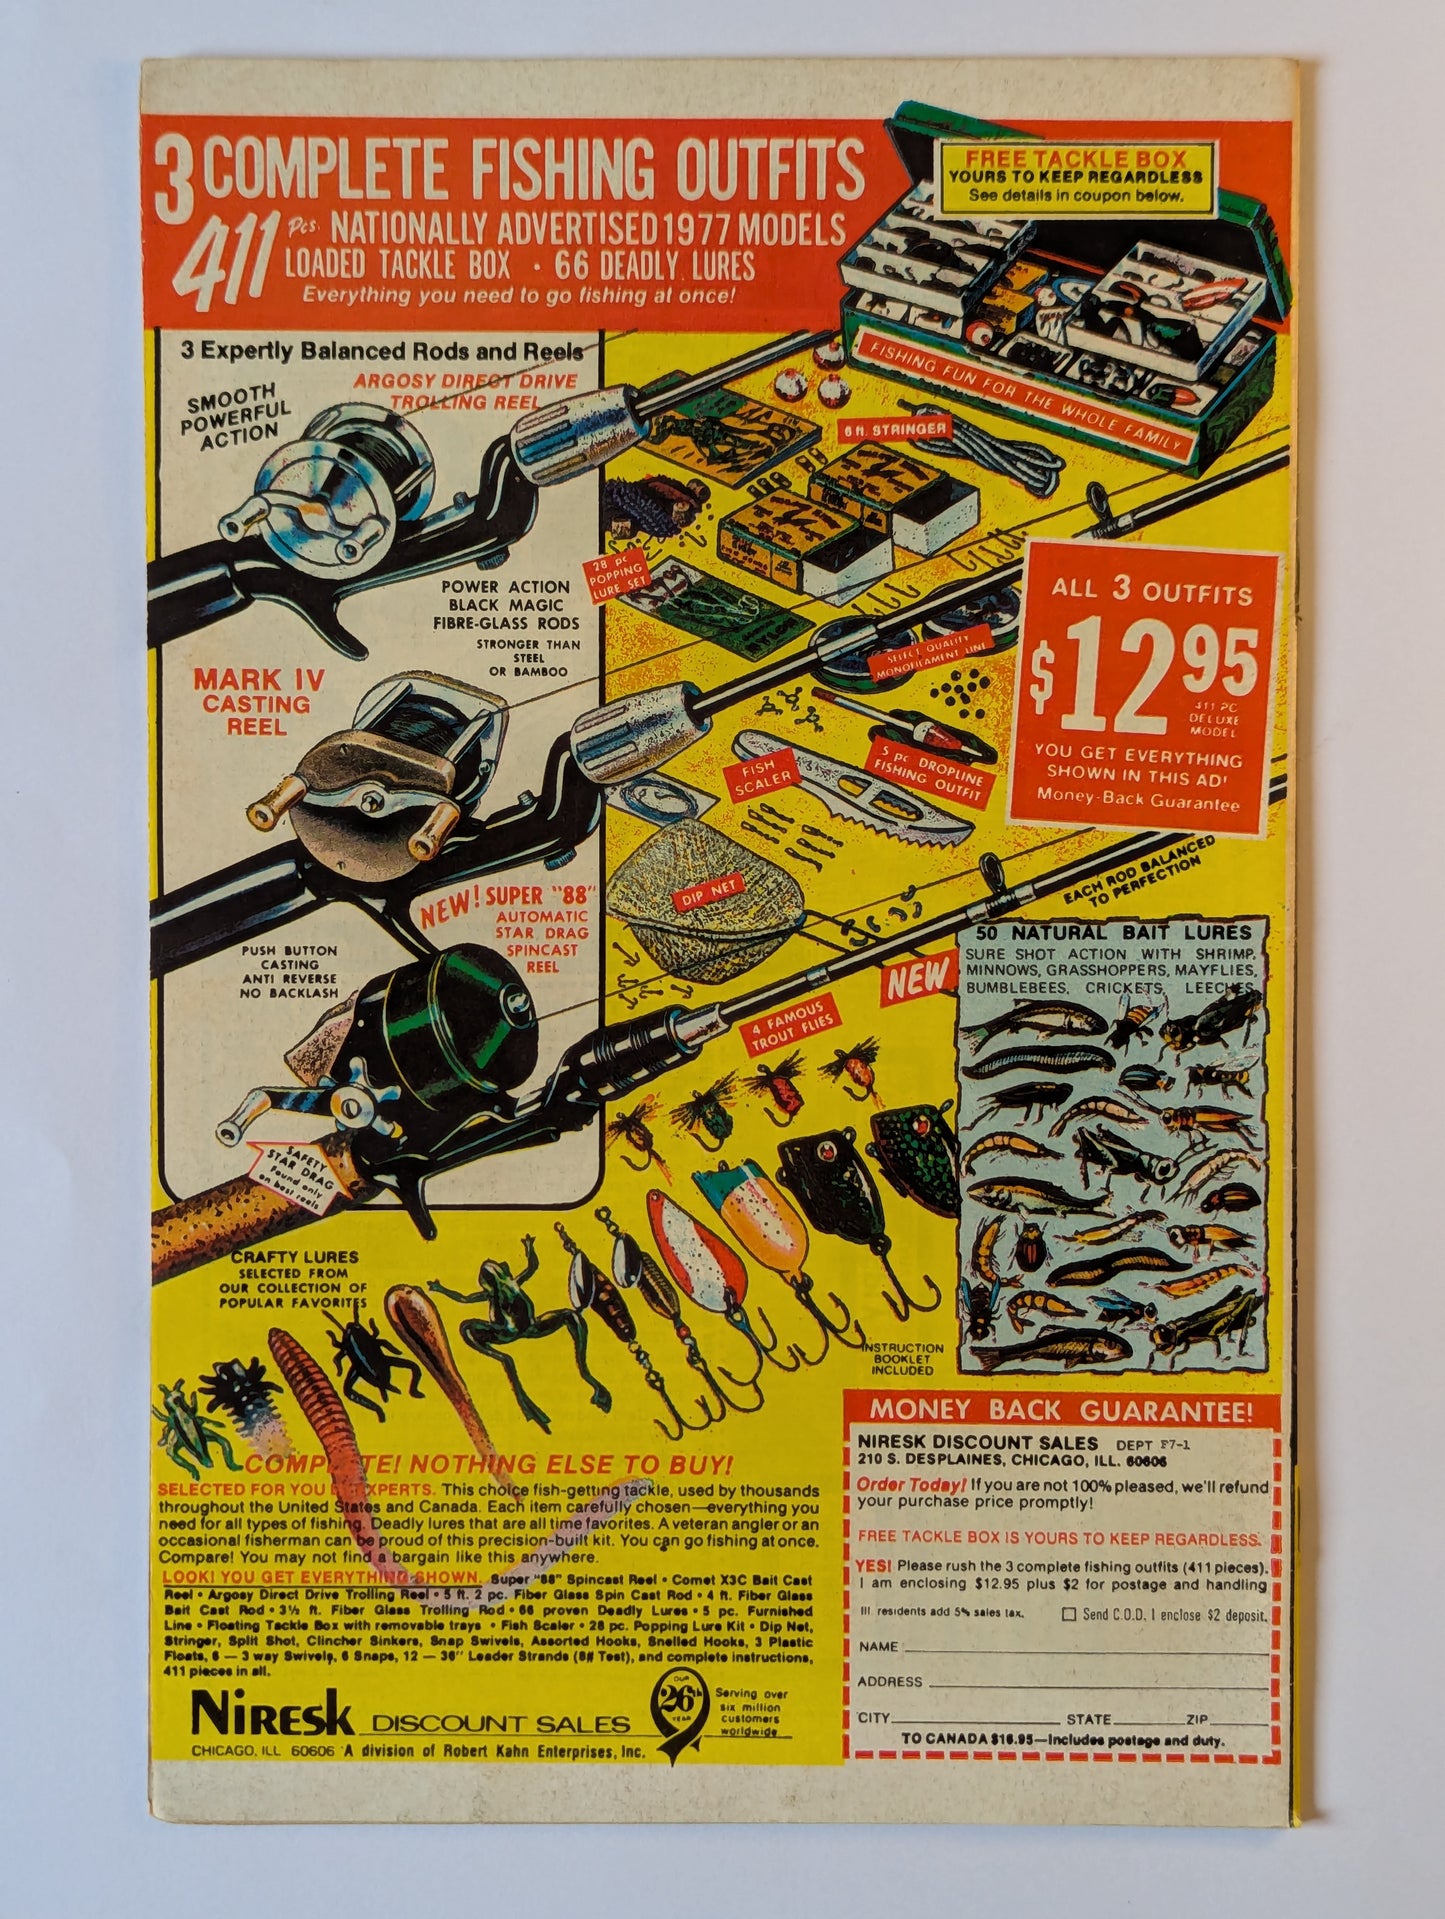 3 COMPLETE FISHING OUTFITS
411 Pcs. NATIONALLY ADVERTISED 1977 MODELS
LOADED TACKLE BOX · 66 DEADLY LURES
Everything you need to go fishing at once!
FREE TACKLE BOX
YOURS TO KEEP REGARDLESS
See details in coupon below.
FISHING FUN FOR THE WHOLE FAMILY
3 Expertly Balanced Rods and Reels
SMOOTH
POWERFUL
ACTION
ARGOSY DIRECT DRIVE
TROLLING REEL
6 ft. STRINGER
28 pc
POPPING
LURE SET
POWER ACTION
BLACK MAGIC
FIBRE-GLASS RODS
STRONGER THAN
STEEL
OR BAMBOO
SELECT QUALITY
MONOFILAMENT LINE
ALL 3 OUTFITS
$12.95
411 PC
DELUXE
MODEL
YOU GET EVERYTHING
SHOWN IN THIS AD!
Money-Back Guarantee
MARK IV
CASTING
REEL
FISH
SCALER
5 pc DROPLINE
FISHING OUTFIT
DIP NET
EACH ROD BALANCED
TO PERFECTION
NEW! SUPER "88"
AUTOMATIC
STAR DRAG
SPINCAST
REEL
PUSH BUTTON
CASTING
ANTI REVERSE
NO BACKLASH
NEW
50 NATURAL BAIT LURES
SURE SHOT ACTION WITH SHRIMP,
MINNOWS, GRASSHOPPERS, MAYFLIES,
BUMBLEBEES, CRICKETS, LEECHES
4 FAMOUS
TROUT FLIES
SAFETY
STAR DRAG
Found only
on best reels
CRAFTY LURES
SELECTED FROM
OUR COLLECTION OF
POPULAR FAVORITES
INSTRUCTION
BOOKLET
INCLUDED
COMPLETE! NOTHING ELSE TO BUY!
SELECTED FOR YOU BY EXPERTS. This choice fish-getting tackle, used by thousands
throughout the United States and Canada. Each item carefully chosen—everything you
need for all types of fishing. Deadly lures that are all time favorites. A veteran angler or an
occasional fisherman can be proud of this precision-built kit. You can go fishing at once.
Compare! You may not find a bargain like this anywhere.
LOOK! YOU GET EVERYTHING SHOWN. Super "88" Spincast Reel • Comet X3C Bait Cast
Reel • Argosy Direct Drive Trolling Reel • 5 ft. 2 pc. Fiber Glass Spin Cast Rod • 4 ft. Fiber Glass
Bait Cast Rod • 3½ ft. Fiber Glass Trolling Rod • 66 proven Deadly Lures • 5 pc. Furnished
Line • Floating Tackle Box with removable trays • Fish Scaler • 28 pc. Popping Lure Kit • Dip Net,
Stringer, Split Shot, Clincher Sinkers, Snap Swivels, Assorted Hooks, Snelled Hooks, 3 Plastic
Floats, 6 — 3 way Swivels, 6 Snaps, 12 — 36" Leader Strands (8# Test), and complete instructions,
411 pieces in all.
NIRESK DISCOUNT SALES
CHICAGO, ILL 60606 A division of Robert Kahn Enterprises, Inc.
OUR
26th
YEAR
Serving over
six million
customers
worldwide
MONEY BACK GUARANTEE!
NIRESK DISCOUNT SALES DEPT F7-1
210 S. DESPLAINES, CHICAGO, ILL. 60606
Order Today! If you are not 100% pleased, we'll refund
your purchase price promptly!
FREE TACKLE BOX IS YOURS TO KEEP REGARDLESS.
YES! Please rush the 3 complete fishing outfits (411 pieces).
I am enclosing $12.95 plus $2 for postage and handling
Ill residents add 5% sales tax. Send C.O.D. I enclose $2 deposit.
NAME
ADDRESS
CITY STATE ZIP
TO CANADA $16.95—Includes postage and duty.